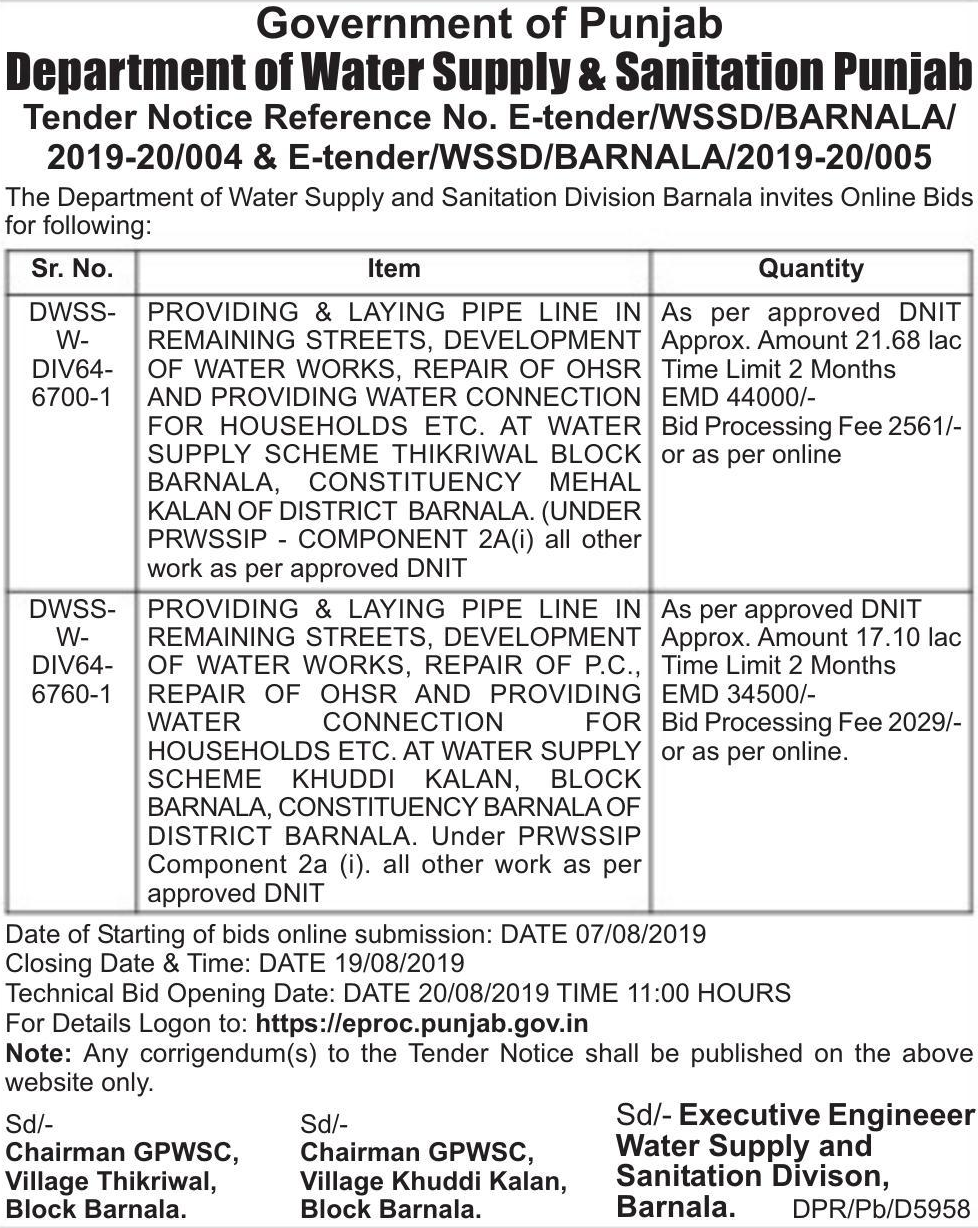 Government of Punjab
Department of Water Supply & Sanitation Punjab
Tender Notice Reference No. E-tender/WSSD/BARNALA/
2019-20/004 & E-tender/WSSD/BARNALA/2019-20/005
The Department of Water Supply and Sanitation Division Barnala invites Online Bids
for following:
Sr. No. Item Quantity
DWSS-
W-
DIV64-
6700-1
PROVIDING & LAYING PIPE LINE IN
REMAINING STREETS, DEVELOPMENT
OF WATER WORKS, REPAIR OF OHSR
AND PROVIDING WATER CONNECTION
FOR HOUSEHOLDS ETC. AT WATER
SUPPLY SCHEME THIKRIWAL BLOCK
BARNALA, CONSTITUENCY MEHAL
KALAN OF DISTRICT BARNALA. (UNDER
PRWSSIP - COMPONENT 2A(i) all other
work as per approved DNIT
As per approved DNIT
Approx. Amount 21.68 lac
Time Limit 2 Months
EMD 44000/-
Bid Processing Fee 2561/-
or as per online
DWSS-
W-
DIV64-
6760-1
PROVIDING & LAYING PIPE LINE IN
REMAINING STREETS, DEVELOPMENT
OF WATER WORKS, REPAIR OF P.C.,
REPAIR OF OHSR AND PROVIDING
WATER CONNECTION FOR
HOUSEHOLDS ETC. AT WATER SUPPLY
SCHEME KHUDDI KALAN, BLOCK
BARNALA, CONSTITUENCY BARNALA OF
DISTRICT BARNALA. Under PRWSSIP
Component 2a (i). all other work as per
approved DNIT
As per approved DNIT
Approx. Amount 17.10 lac
Time Limit 2 Months
EMD 34500/-
Bid Processing Fee 2029/-
or as per online.
Date of Starting of bids online submission: DATE 07/08/2019
Closing Date & Time: DATE 19/08/2019
Technical Bid Opening Date: DATE 20/08/2019 TIME 11:00 HOURS
For Details Logon to: https://eproc.punjab.gov.in
Note: Any corrigendum(s) to the Tender Notice shall be published on the above
website only.
Sd/-
Chairman GPWSC,
Village Thikriwal,
Block Barnala.
Sd/-
Chairman GPWSC,
Village Khuddi Kalan,
Block Barnala.
Sd/- Executive Engineeer
Water Supply and
Sanitation Divison,
Barnala. DPR/Pb/D5958